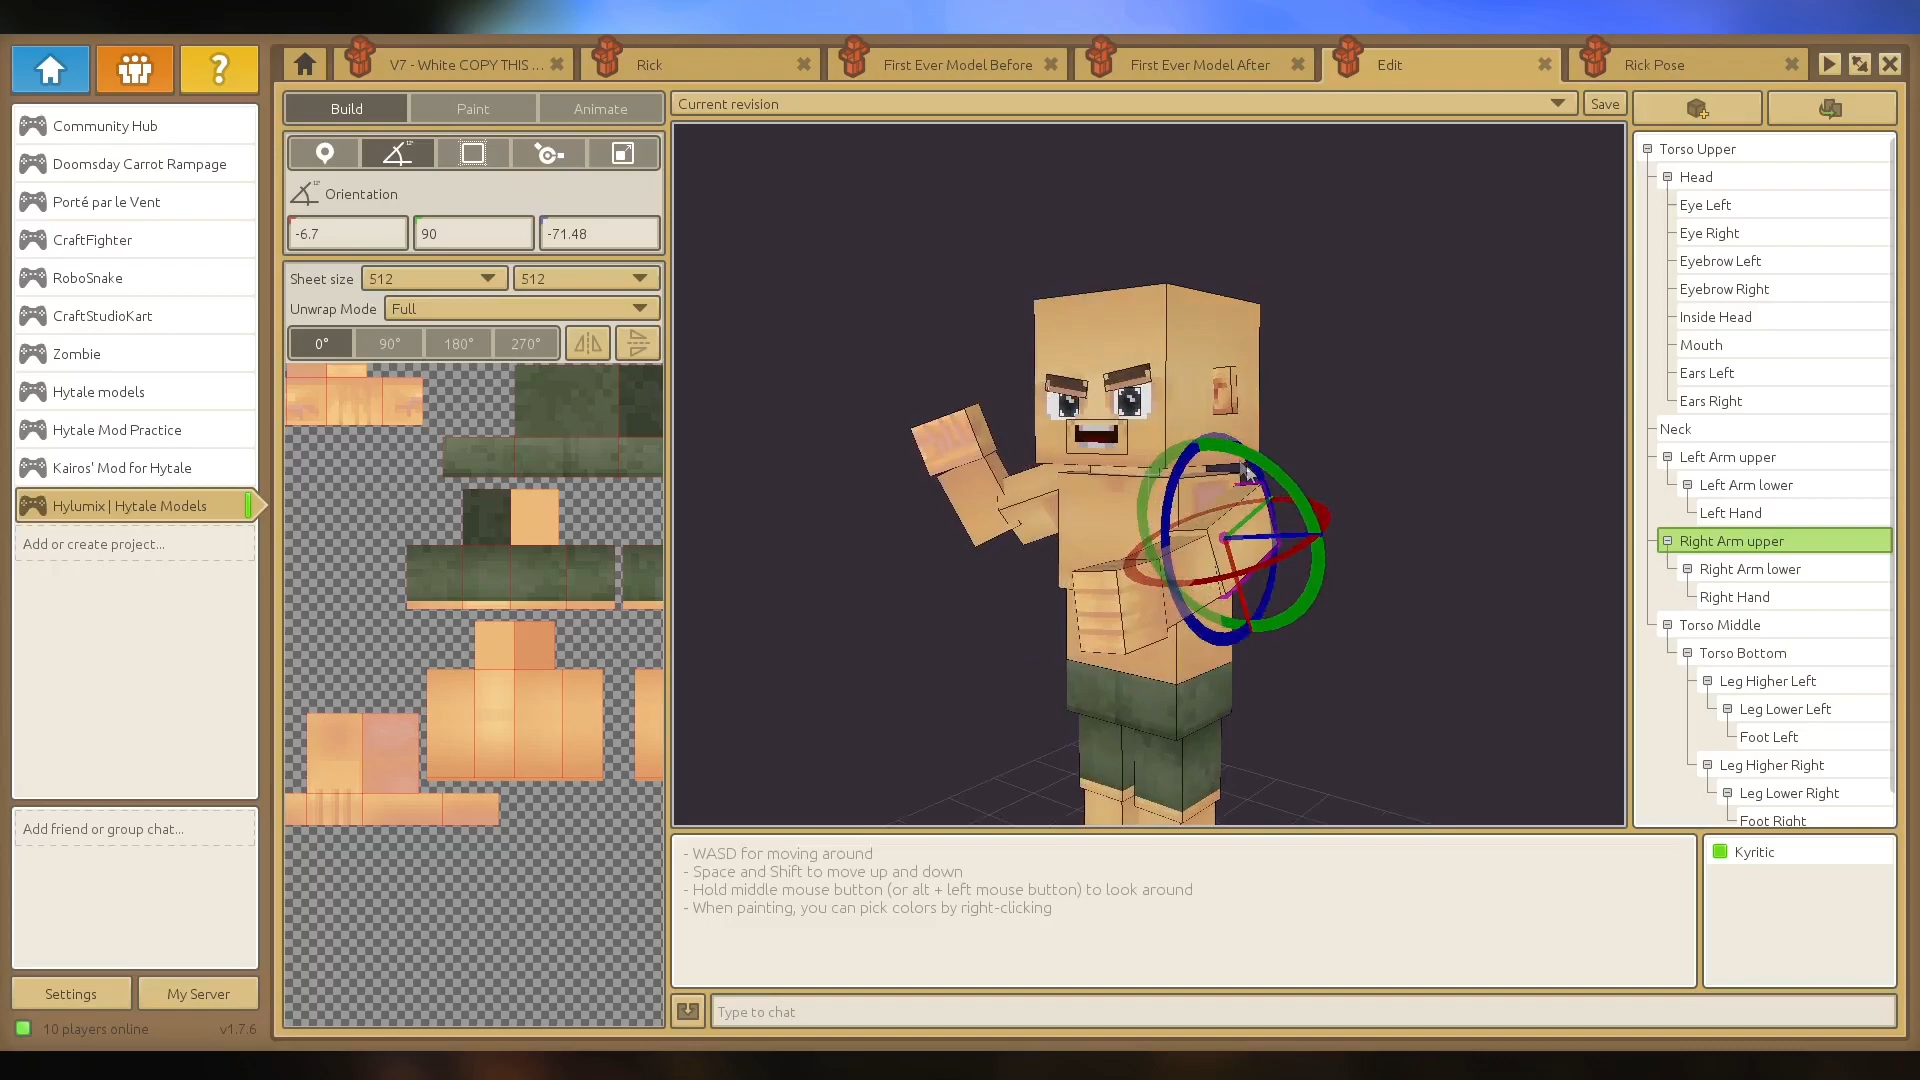 V7 - White COPY THIS ...
Rick
First Ever Model Before
First Ever Model After
Edit
Rick Pose
Build
Paint
Animate
Current revision
Save
Community Hub
Doomsday Carrot Rampage
Porté par le Vent
CraftFighter
RoboSnake
CraftStudioKart
Zombie
Hytale models
Hytale Mod Practice
Kairos' Mod for Hytale
Hylumix | Hytale Models
Add or create project...
Add friend or group chat...
Settings
My Server
10 players online
v1.7.6
12°
Orientation
-6.7
90
-71.48
Sheet size
512
512
Unwrap Mode
Full
0°
90°
180°
270°
Torso Upper
Head
Eye Left
Eye Right
Eyebrow Left
Eyebrow Right
Inside Head
Mouth
Ears Left
Ears Right
Neck
Left Arm upper
Left Arm lower
Left Hand
Right Arm upper
Right Arm lower
Right Hand
Torso Middle
Torso Bottom
Leg Higher Left
Leg Lower Left
Foot Left
Leg Higher Right
Leg Lower Right
Foot Right
- WASD for moving around
- Space and Shift to move up and down
- Hold middle mouse button (or alt + left mouse button) to look around
- When painting, you can pick colors by right-clicking
Kyritic
Type to chat